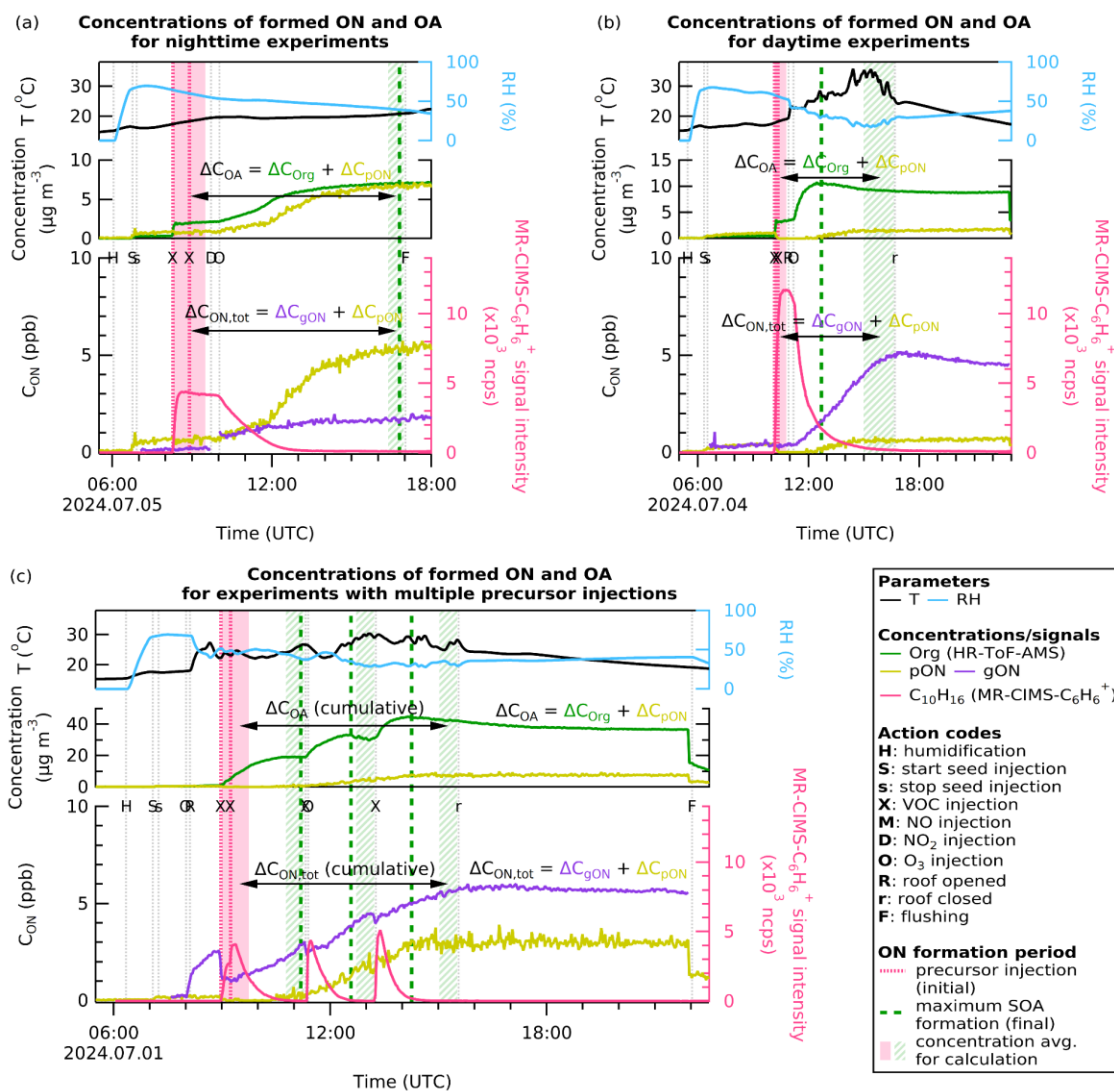 (a)
Concentrations of formed ON and OA
for nighttime experiments
T (°C)
30
20
100
50
0
RH (%)
Concentration
(µg m⁻³)
10
5
0
ΔC_OA = ΔC_Org + ΔC_pON
H S s X X D O F
C_ON (ppb)
10
5
0
ΔC_ON,tot = ΔC_gON + ΔC_pON
MR-CIMS-C₆H₆⁺ signal intensity
(x10³ ncps)
10
5
0
06:00
12:00
18:00
2024.07.05
Time (UTC)
(b)
Concentrations of formed ON and OA
for daytime experiments
T (°C)
30
20
100
50
0
RH (%)
Concentration
(µg m⁻³)
15
10
5
0
ΔC_OA = ΔC_Org + ΔC_pON
H S s X X R O r
C_ON (ppb)
10
5
0
ΔC_ON,tot = ΔC_gON + ΔC_pON
MR-CIMS-C₆H₆⁺ signal intensity
(x10³ ncps)
10
5
0
06:00
12:00
18:00
2024.07.04
Time (UTC)
(c)
Concentrations of formed ON and OA
for experiments with multiple precursor injections
T (°C)
30
20
100
50
0
RH (%)
Concentration
(µg m⁻³)
40
20
0
ΔC_OA (cumulative)
ΔC_OA = ΔC_Org + ΔC_pON
H S s O R X X X O X r F
C_ON (ppb)
10
5
0
ΔC_ON,tot (cumulative)
ΔC_ON,tot = ΔC_gON + ΔC_pON
MR-CIMS-C₆H₆⁺ signal intensity
(x10³ ncps)
10
5
0
06:00
12:00
18:00
2024.07.01
Time (UTC)
Parameters
T RH
Concentrations/signals
Org (HR-ToF-AMS)
pON gON
C₁₀H₁₆ (MR-CIMS-C₆H₆⁺)
Action codes
H: humidification
S: start seed injection
s: stop seed injection
X: VOC injection
M: NO injection
D: NO₂ injection
O: O₃ injection
R: roof opened
r: roof closed
F: flushing
ON formation period
precursor injection
(initial)
maximum SOA
formation (final)
concentration avg.
for calculation